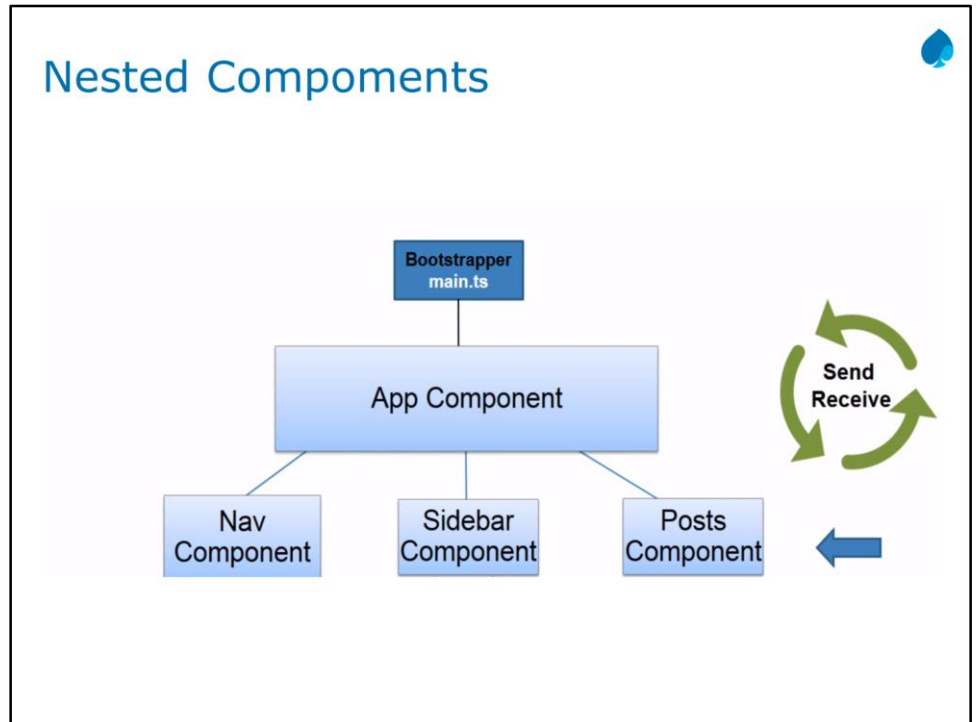 Nested Compoments
Bootstrapper
main.ts
App Component
Send
Receive
Nav
Component
Sidebar
Component
Posts
Component